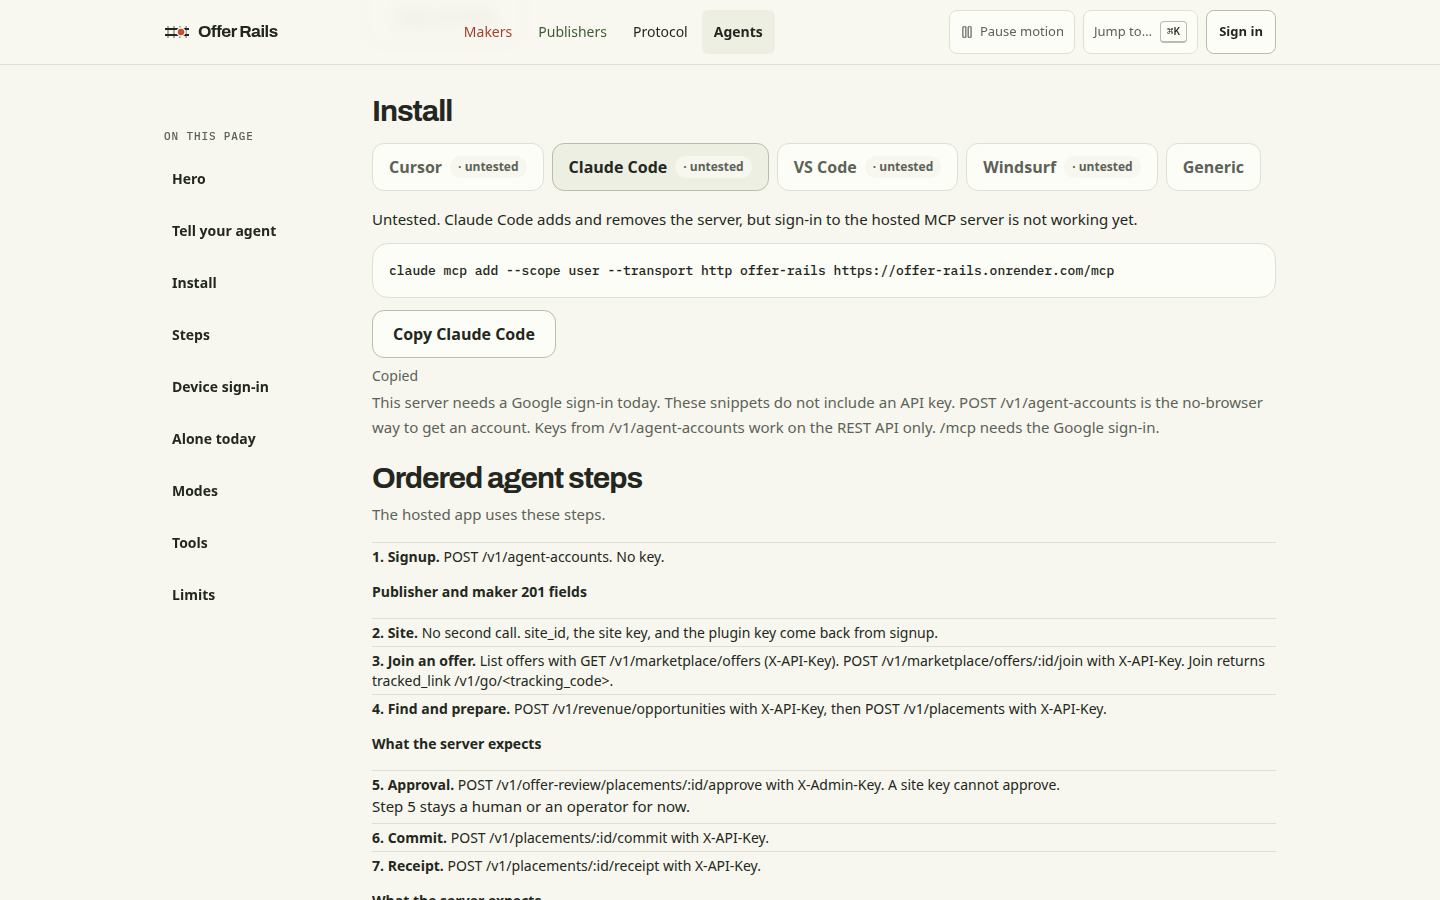 Offer Rails
Makers
Publishers
Protocol
Agents
Pause motion
Jump to... ⌘K
Sign in
ON THIS PAGE
Hero
Tell your agent
Install
Steps
Device sign-in
Alone today
Modes
Tools
Limits
Install
Cursor · untested
Claude Code · untested
VS Code · untested
Windsurf · untested
Generic
Untested. Claude Code adds and removes the server, but sign-in to the hosted MCP server is not working yet.
claude mcp add --scope user --transport http offer-rails https://offer-rails.onrender.com/mcp
Copy Claude Code
Copied
This server needs a Google sign-in today. These snippets do not include an API key. POST /v1/agent-accounts is the no-browser
way to get an account. Keys from /v1/agent-accounts work on the REST API only. /mcp needs the Google sign-in.
Ordered agent steps
The hosted app uses these steps.
1. Signup. POST /v1/agent-accounts. No key.
Publisher and maker 201 fields
2. Site. No second call. site_id, the site key, and the plugin key come back from signup.
3. Join an offer. List offers with GET /v1/marketplace/offers (X-API-Key). POST /v1/marketplace/offers/:id/join with X-API-Key. Join returns
tracked_link /v1/go/<tracking_code>.
4. Find and prepare. POST /v1/revenue/opportunities with X-API-Key, then POST /v1/placements with X-API-Key.
What the server expects
5. Approval. POST /v1/offer-review/placements/:id/approve with X-Admin-Key. A site key cannot approve.
Step 5 stays a human or an operator for now.
6. Commit. POST /v1/placements/:id/commit with X-API-Key.
7. Receipt. POST /v1/placements/:id/receipt with X-API-Key.
What the server expects